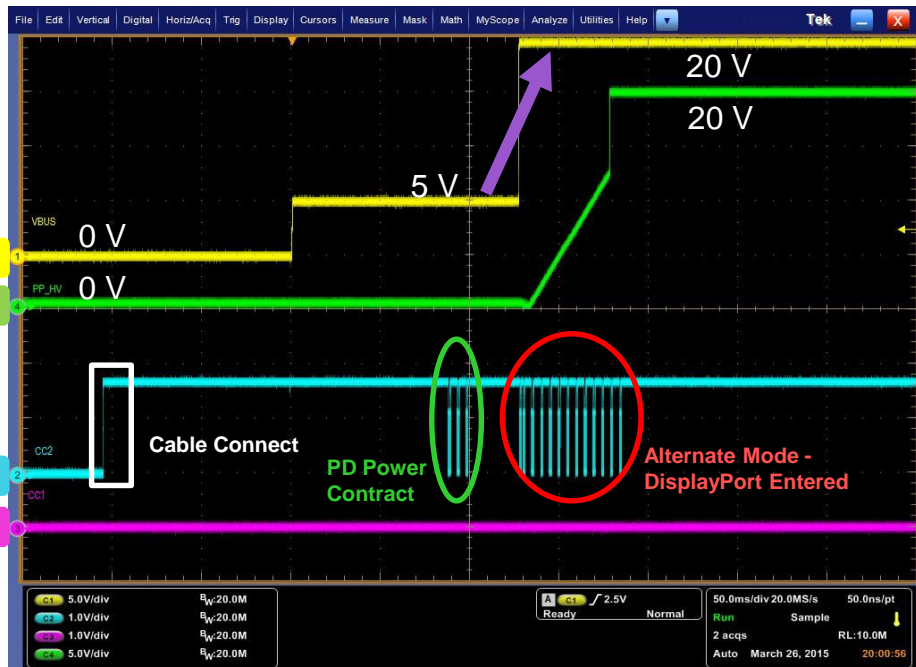 File Edit Vertical Digital Horiz/Acq Trig Display Cursors Measure Mask Math MyScope Analyze Utilities Help Tek X
20 V
20 V
5 V
VBUS
0 V
1
PP_HV
0 V
4
Cable Connect
CC2
2
PD Power
Contract
Alternate Mode -
DisplayPort Entered
CC1
3
C1 5.0V/div BW:20.0M
C2 1.0V/div BW:20.0M
C3 1.0V/div BW:20.0M
C4 5.0V/div BW:20.0M
A C1 2.5V
Ready Normal
50.0ms/div 20.0MS/s 50.0ns/pt
Run Sample
2 acqs RL:10.0M
Auto March 26, 2015 20:00:56